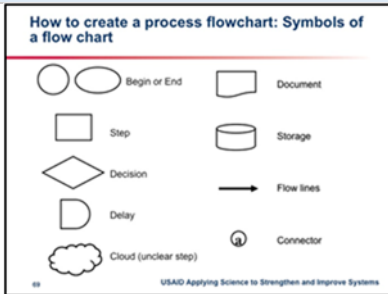 How to create a process flowchart: Symbols of
a flow chart
Begin or End
Document
Step
Storage
Decision
Flow lines
Delay
a
Connector
Cloud (unclear step)
69
USAID Applying Science to Strengthen and Improve Systems